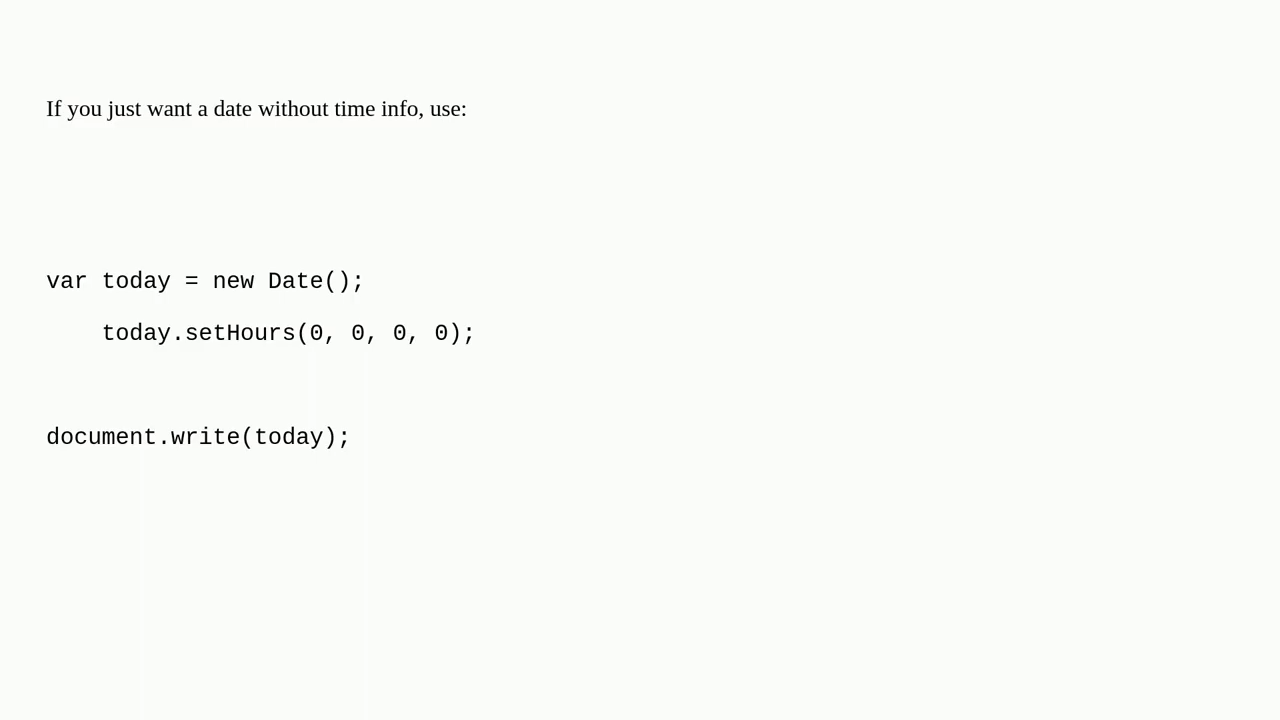 If you just want a date without time info, use:
var today = new Date();
    today.setHours(0, 0, 0, 0);
document.write(today);